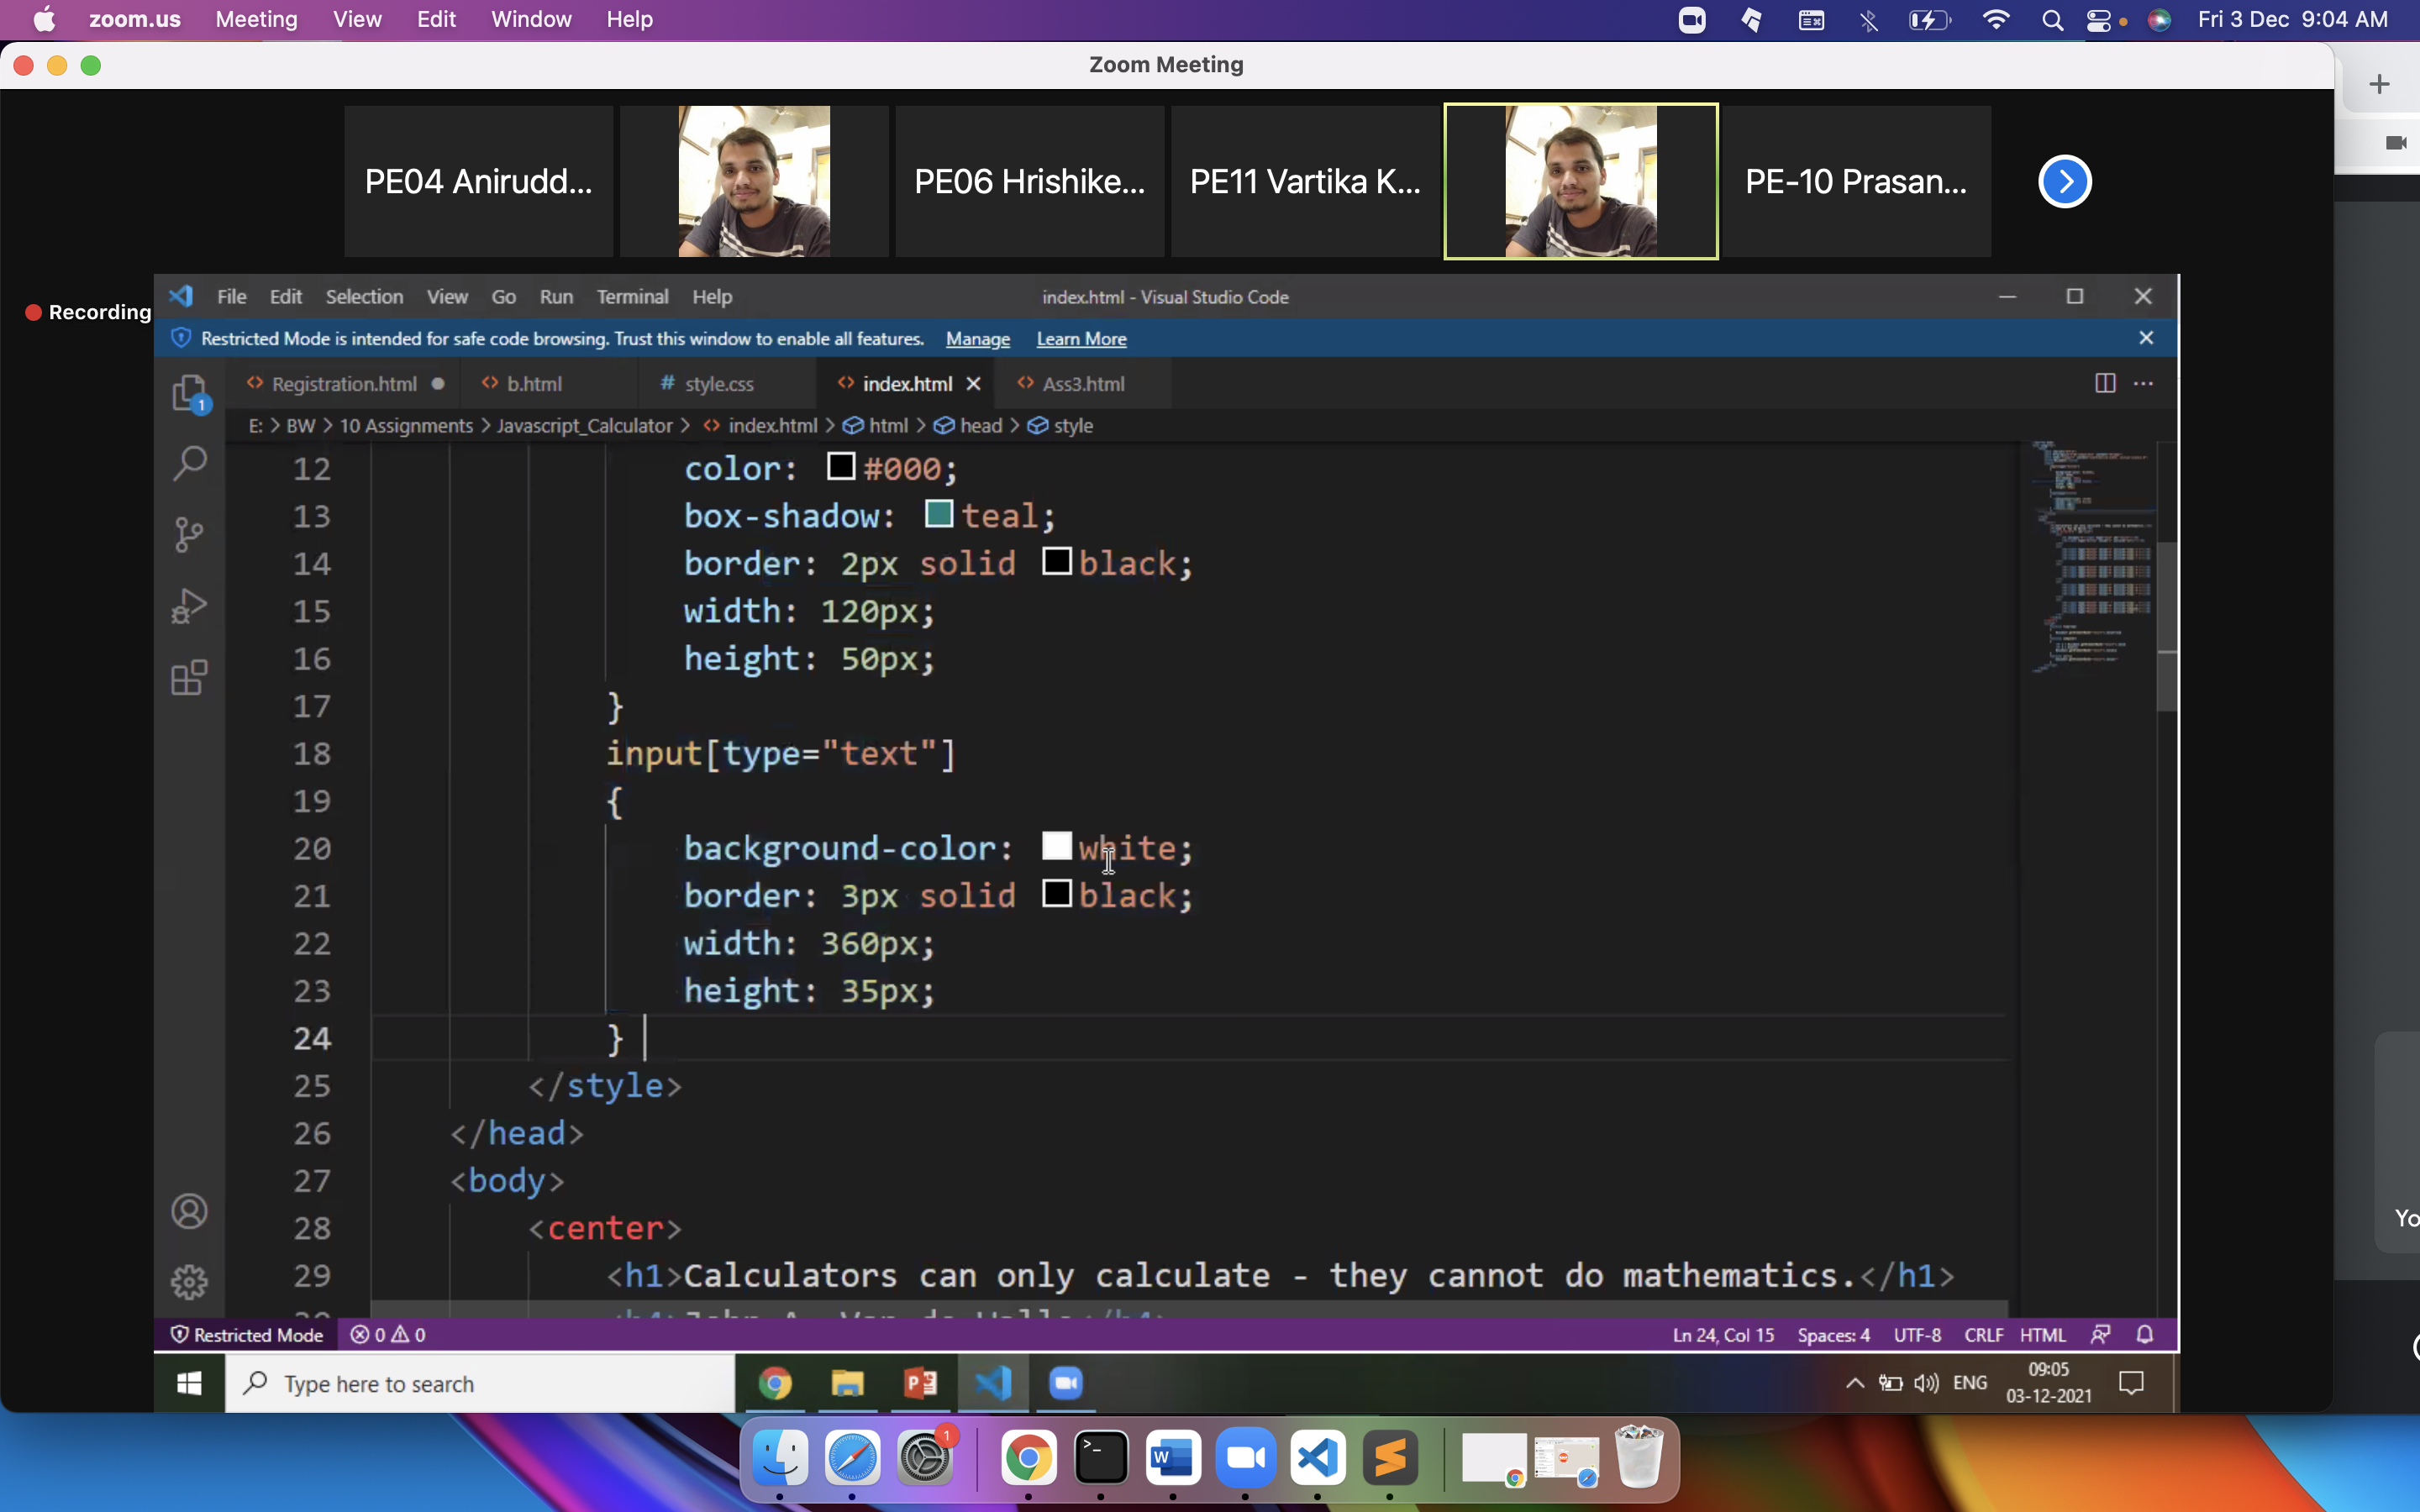 zoom.us Meeting View Edit Window Help Fri 3 Dec 9:04 AM
Zoom Meeting
PE04 Anirudd... PE06 Hrishike... PE11 Vartika K... PE-10 Prasan...
Recording
File Edit Selection View Go Run Terminal Help index.html - Visual Studio Code
Restricted Mode is intended for safe code browsing. Trust this window to enable all features. Manage Learn More
Registration.html b.html # style.css index.html Ass3.html
1
E: > BW > 10 Assignments > Javascript_Calculator > index.html > html > head > style
12 color: #000;
13 box-shadow: teal;
14 border: 2px solid black;
15 width: 120px;
16 height: 50px;
17 }
18 input[type="text"]
19 {
20 background-color: white;
21 border: 3px solid black;
22 width: 360px;
23 height: 35px;
24 }
25 </style>
26 </head>
27 <body>
28 <center>
29 <h1>Calculators can only calculate - they cannot do mathematics.</h1>
Yo
Restricted Mode 0 0 Ln 24, Col 15 Spaces: 4 UTF-8 CRLF HTML
Type here to search ENG 09:05
03-12-2021
1